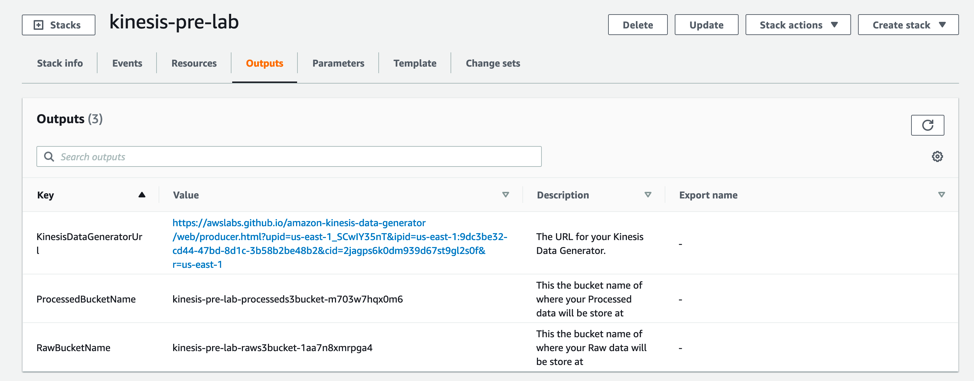 Stacks
kinesis-pre-lab
Delete
Update
Stack actions
Create stack
Stack info
Events
Resources
Outputs
Parameters
Template
Change sets
Outputs (3)
Search outputs
Key
Value
Description
Export name
KinesisDataGeneratorUr
l
https://awslabs.github.io/amazon-kinesis-data-generator
/web/producer.html?upid=us-east-1_SCwIY35nT&ipid=us-east-1:9dc3be32-
cd44-47bd-8d1c-3b58b2be48b2&cid=2jagps6k0dm939d67st9gl2s0f&
r=us-east-1
The URL for your Kinesis
Data Generator.
-
ProcessedBucketName
kinesis-pre-lab-processeds3bucket-m703w7hqx0m6
This the bucket name of
where your Processed
data will be store at
-
RawBucketName
kinesis-pre-lab-raws3bucket-1aa7n8xmrpga4
This the bucket name of
where your Raw data will
be store at
-